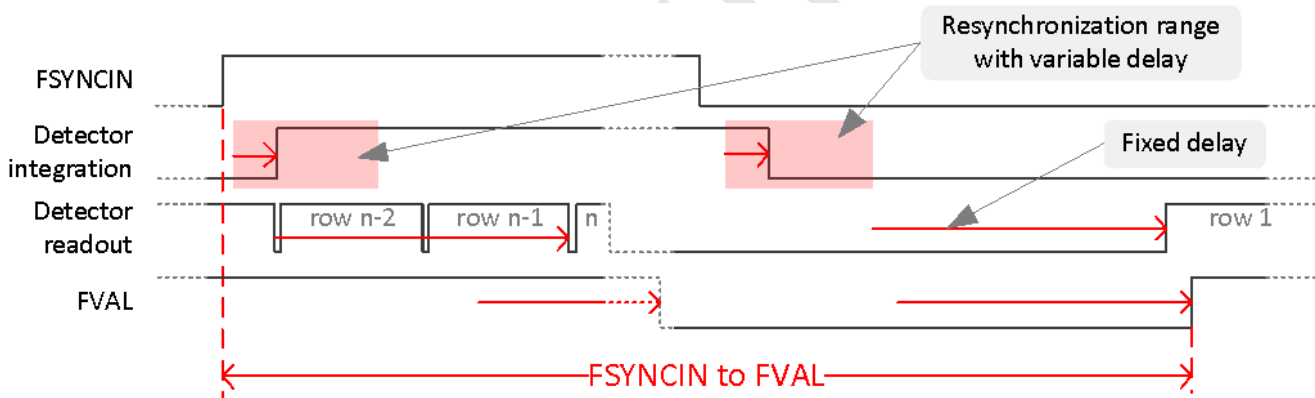 Resynchronization range
with variable delay
FSYNCIN
Detector
integration
Fixed delay
Detector
readout
row n-2
row n-1
n
row 1
FVAL
FSYNCIN to FVAL